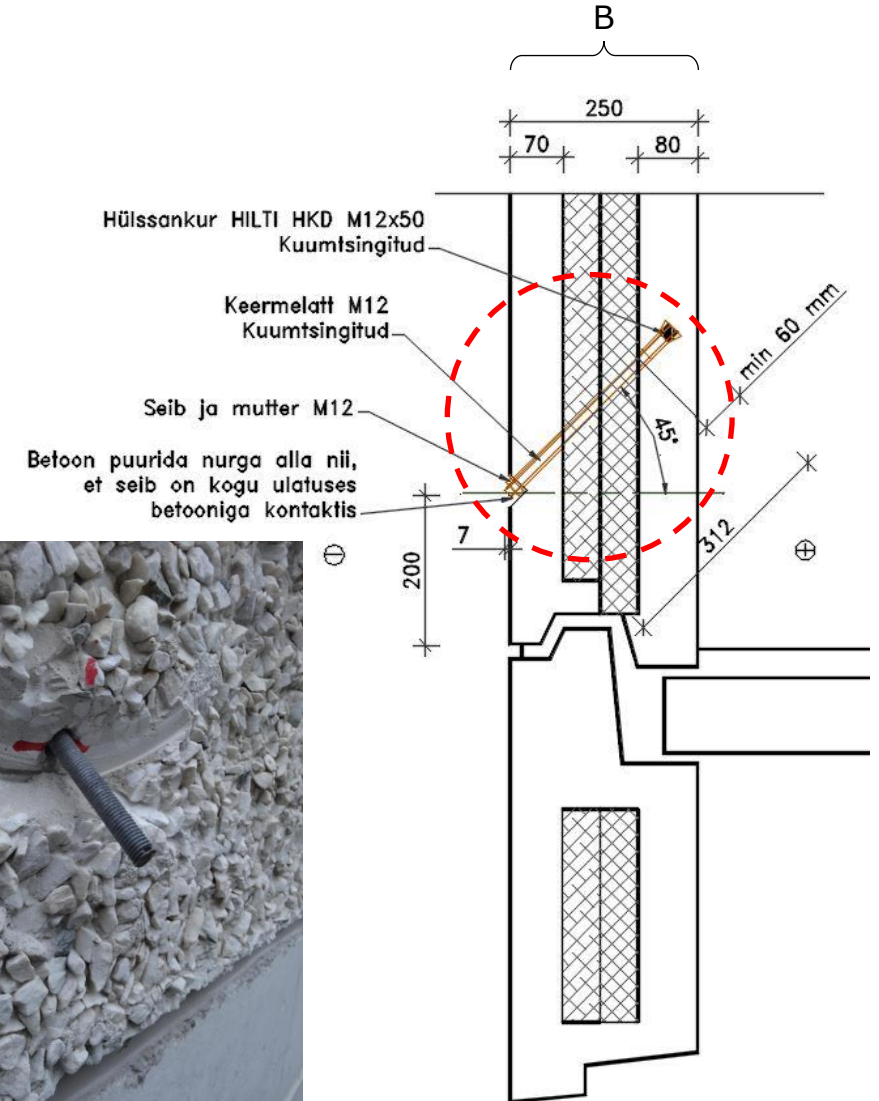 B
250
70
80
Hülssankur HILTI HKD M12x50
Kuumtsingitud
Keermelatt M12
Kuumtsingitud
min 60 mm
Seib ja mutter M12
45°
Betoon puurida nurga alla nii,
et seib on kogu ulatuses
betooniga kontaktis
7
200
312